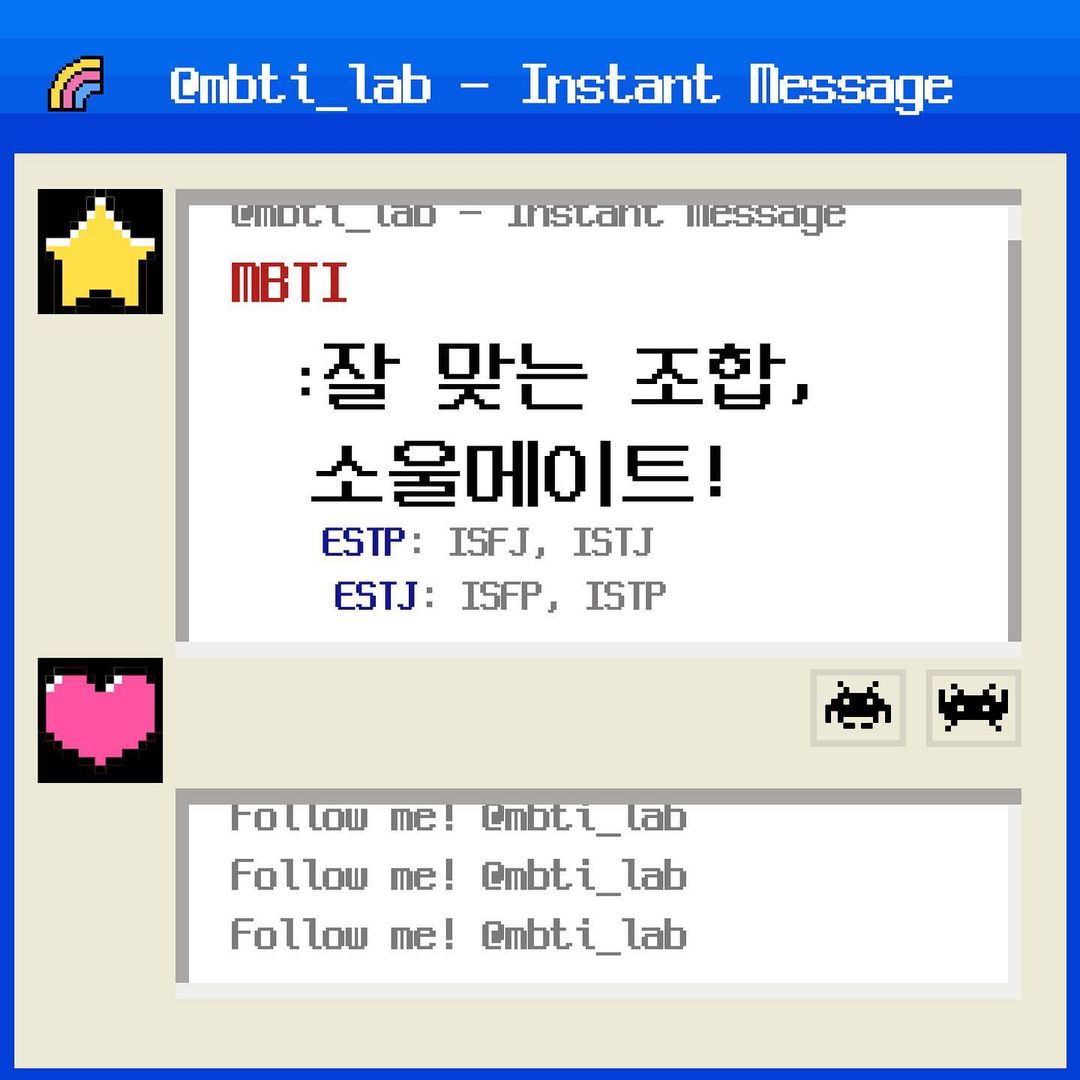 @mbti_lab - Instant Message
@mbti_lab - Instant Message
MBTI
:잘 맞는 조합,
소울메이트!
ESTP: ISFJ, ISTJ
ESTJ: ISFP, ISTP
Follow me! @mbti_lab
Follow me! @mbti_lab
Follow me! @mbti_lab